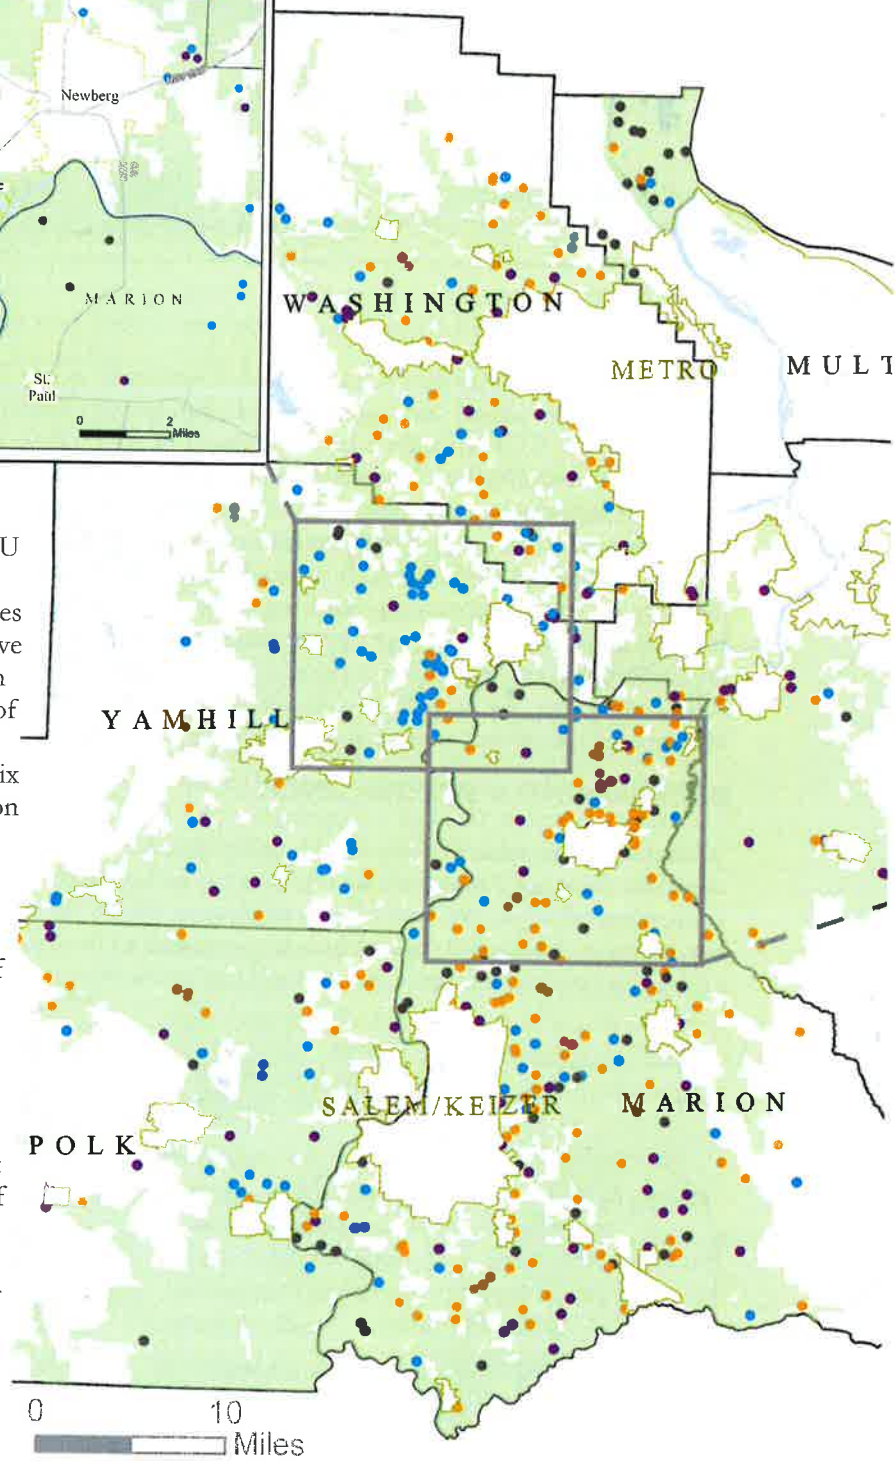 Newberg
MARION
St.
Paul
0 2
Miles
WASHINGTON
METRO
MULT
U
es
ve
n
of
YAMHILL
ix
on
f
SALEM/KEIZER
MARION
POLK
f
0 10
Miles